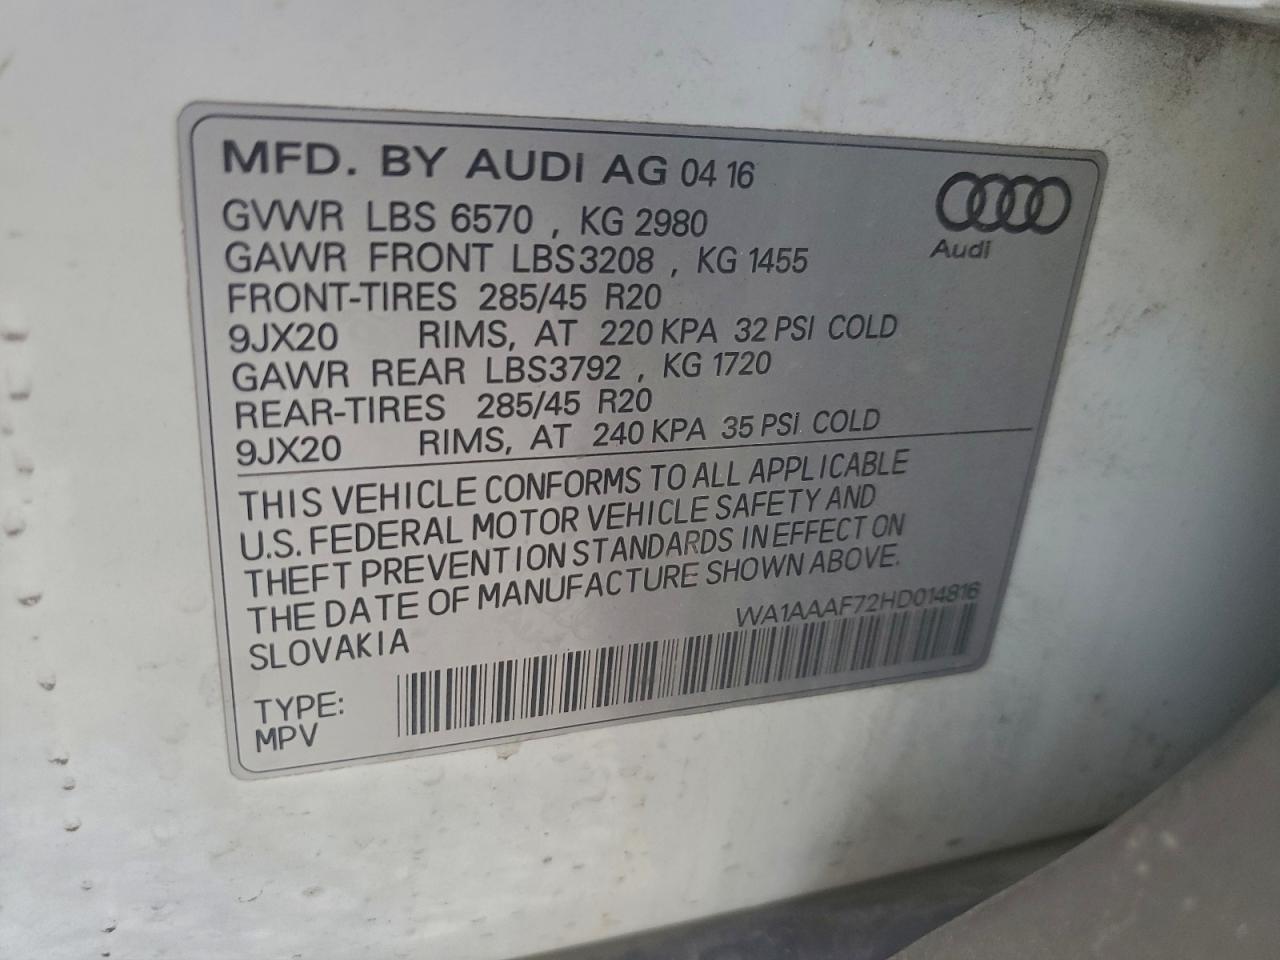 MFD. BY AUDI AG 04 16
Audi
GVWR LBS 6570 , KG 2980
GAWR FRONT LBS3208 , KG 1455
FRONT-TIRES 285/45 R20
9JX20 RIMS, AT 220 KPA 32 PSI COLD
GAWR REAR LBS3792 , KG 1720
REAR-TIRES 285/45 R20
9JX20 RIMS, AT 240 KPA 35 PSI COLD
THIS VEHICLE CONFORMS TO ALL APPLICABLE
U.S. FEDERAL MOTOR VEHICLE SAFETY AND
THEFT PREVENTION STANDARDS IN EFFECT ON
THE DATE OF MANUFACTURE SHOWN ABOVE.
SLOVAKIA
WA1AAAF72HD014816
TYPE:
MPV